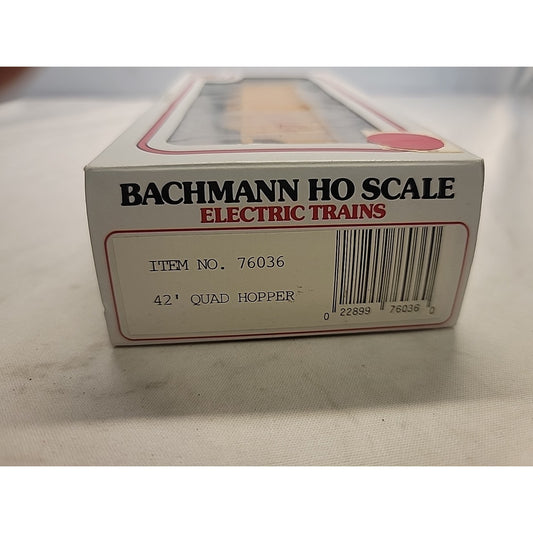 BACHMANN HO SCALE
ELECTRIC TRAINS
ITEM NO. 76036
42' QUAD HOPPER
0 22899 76036 0